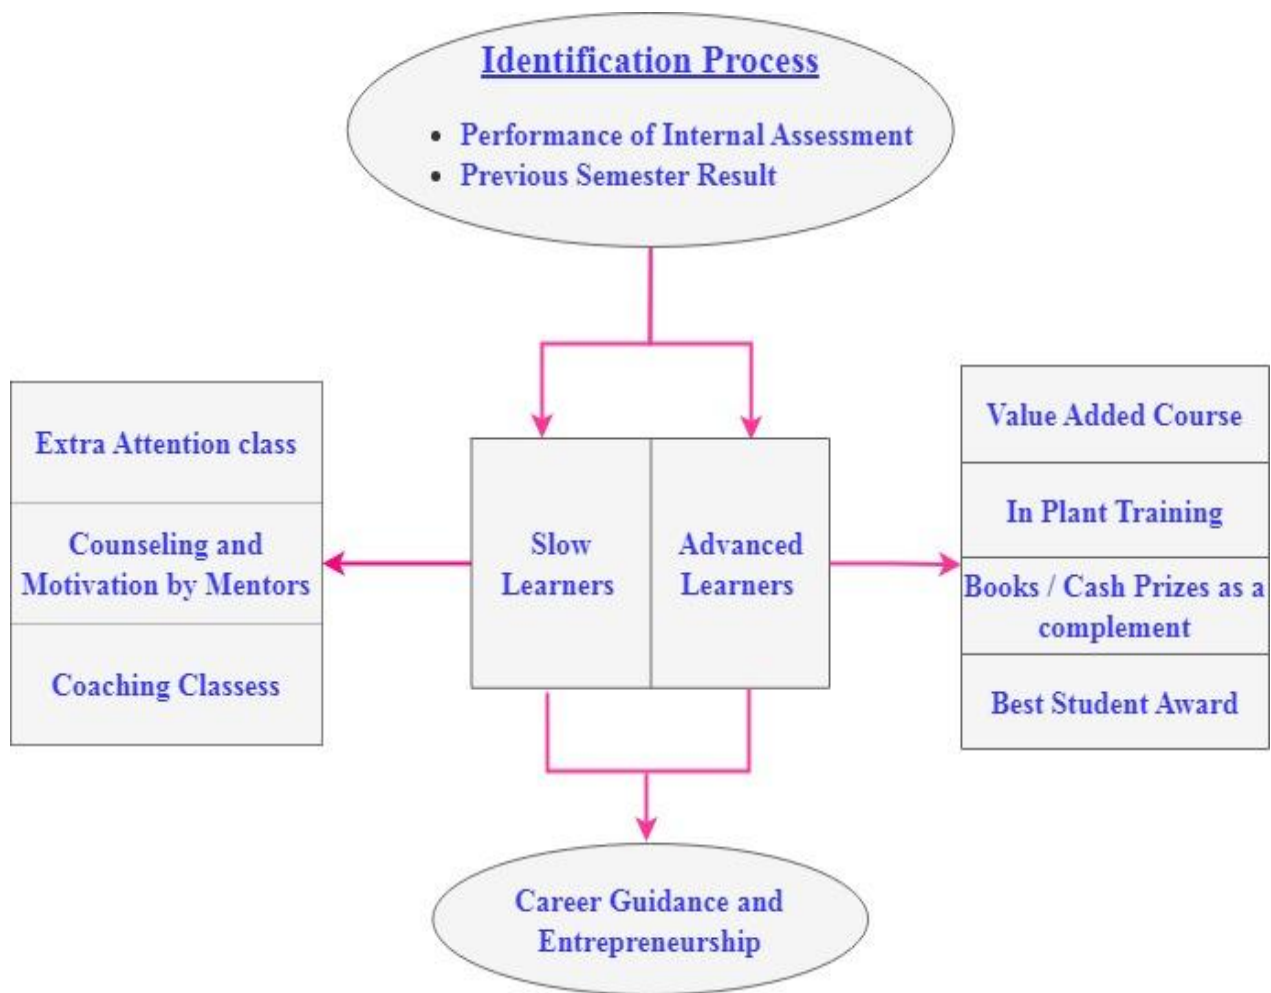 Identification Process
• Performance of Internal Assessment
• Previous Semester Result
Extra Attention class
Counseling and
Motivation by Mentors
Coaching Classess
Slow
Learners
Advanced
Learners
Value Added Course
In Plant Training
Books / Cash Prizes as a
complement
Best Student Award
Career Guidance and
Entrepreneurship